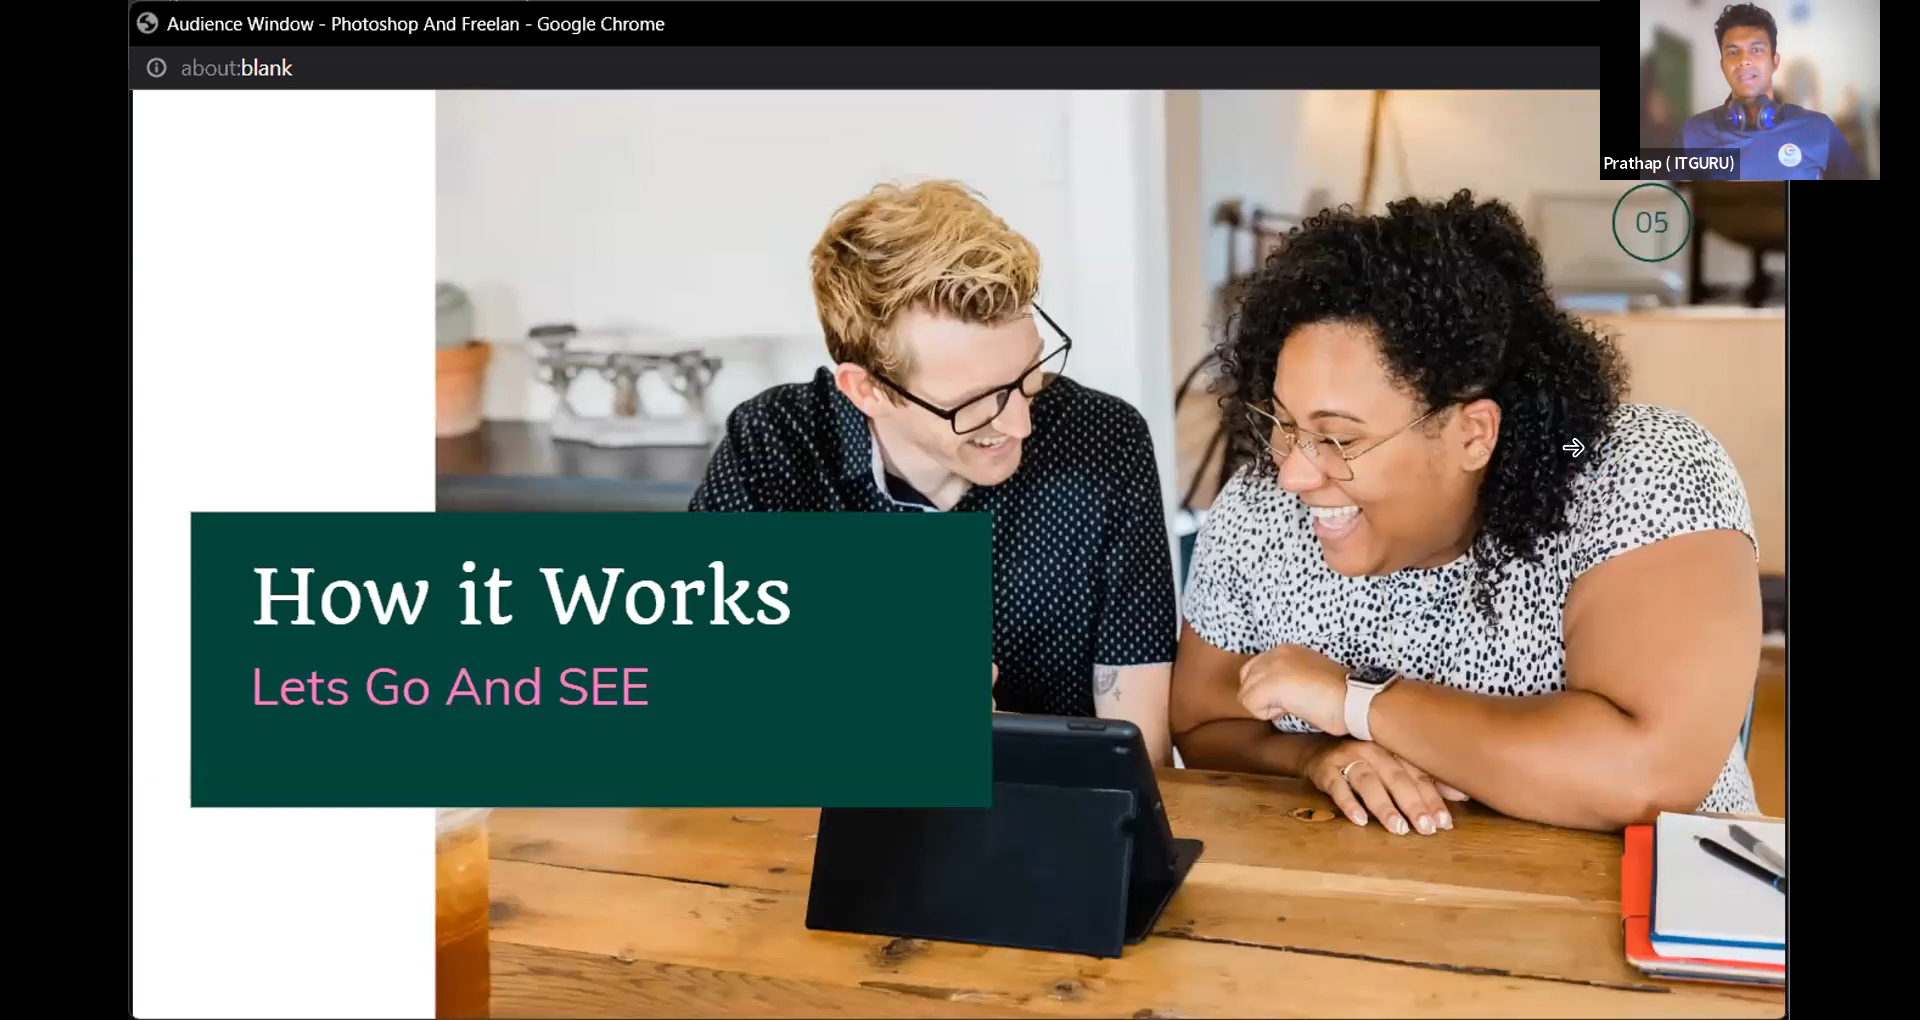 Audience Window - Photoshop And Freelan - Google Chrome
about:blank
Prathap ( ITGURU)
05
How it Works
Lets Go And SEE